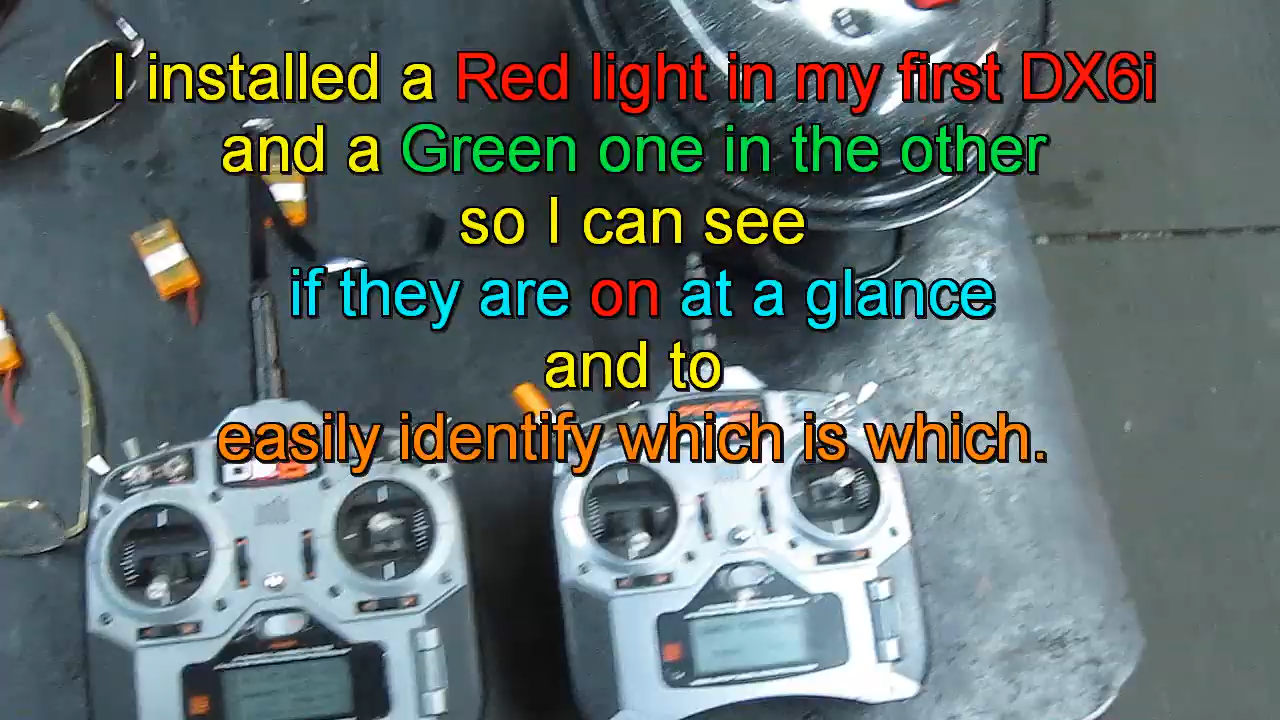 I installed a Red light in my first DX6i
and a Green one in the other
so I can see
if they are on at a glance
and to
easily identify which is which.